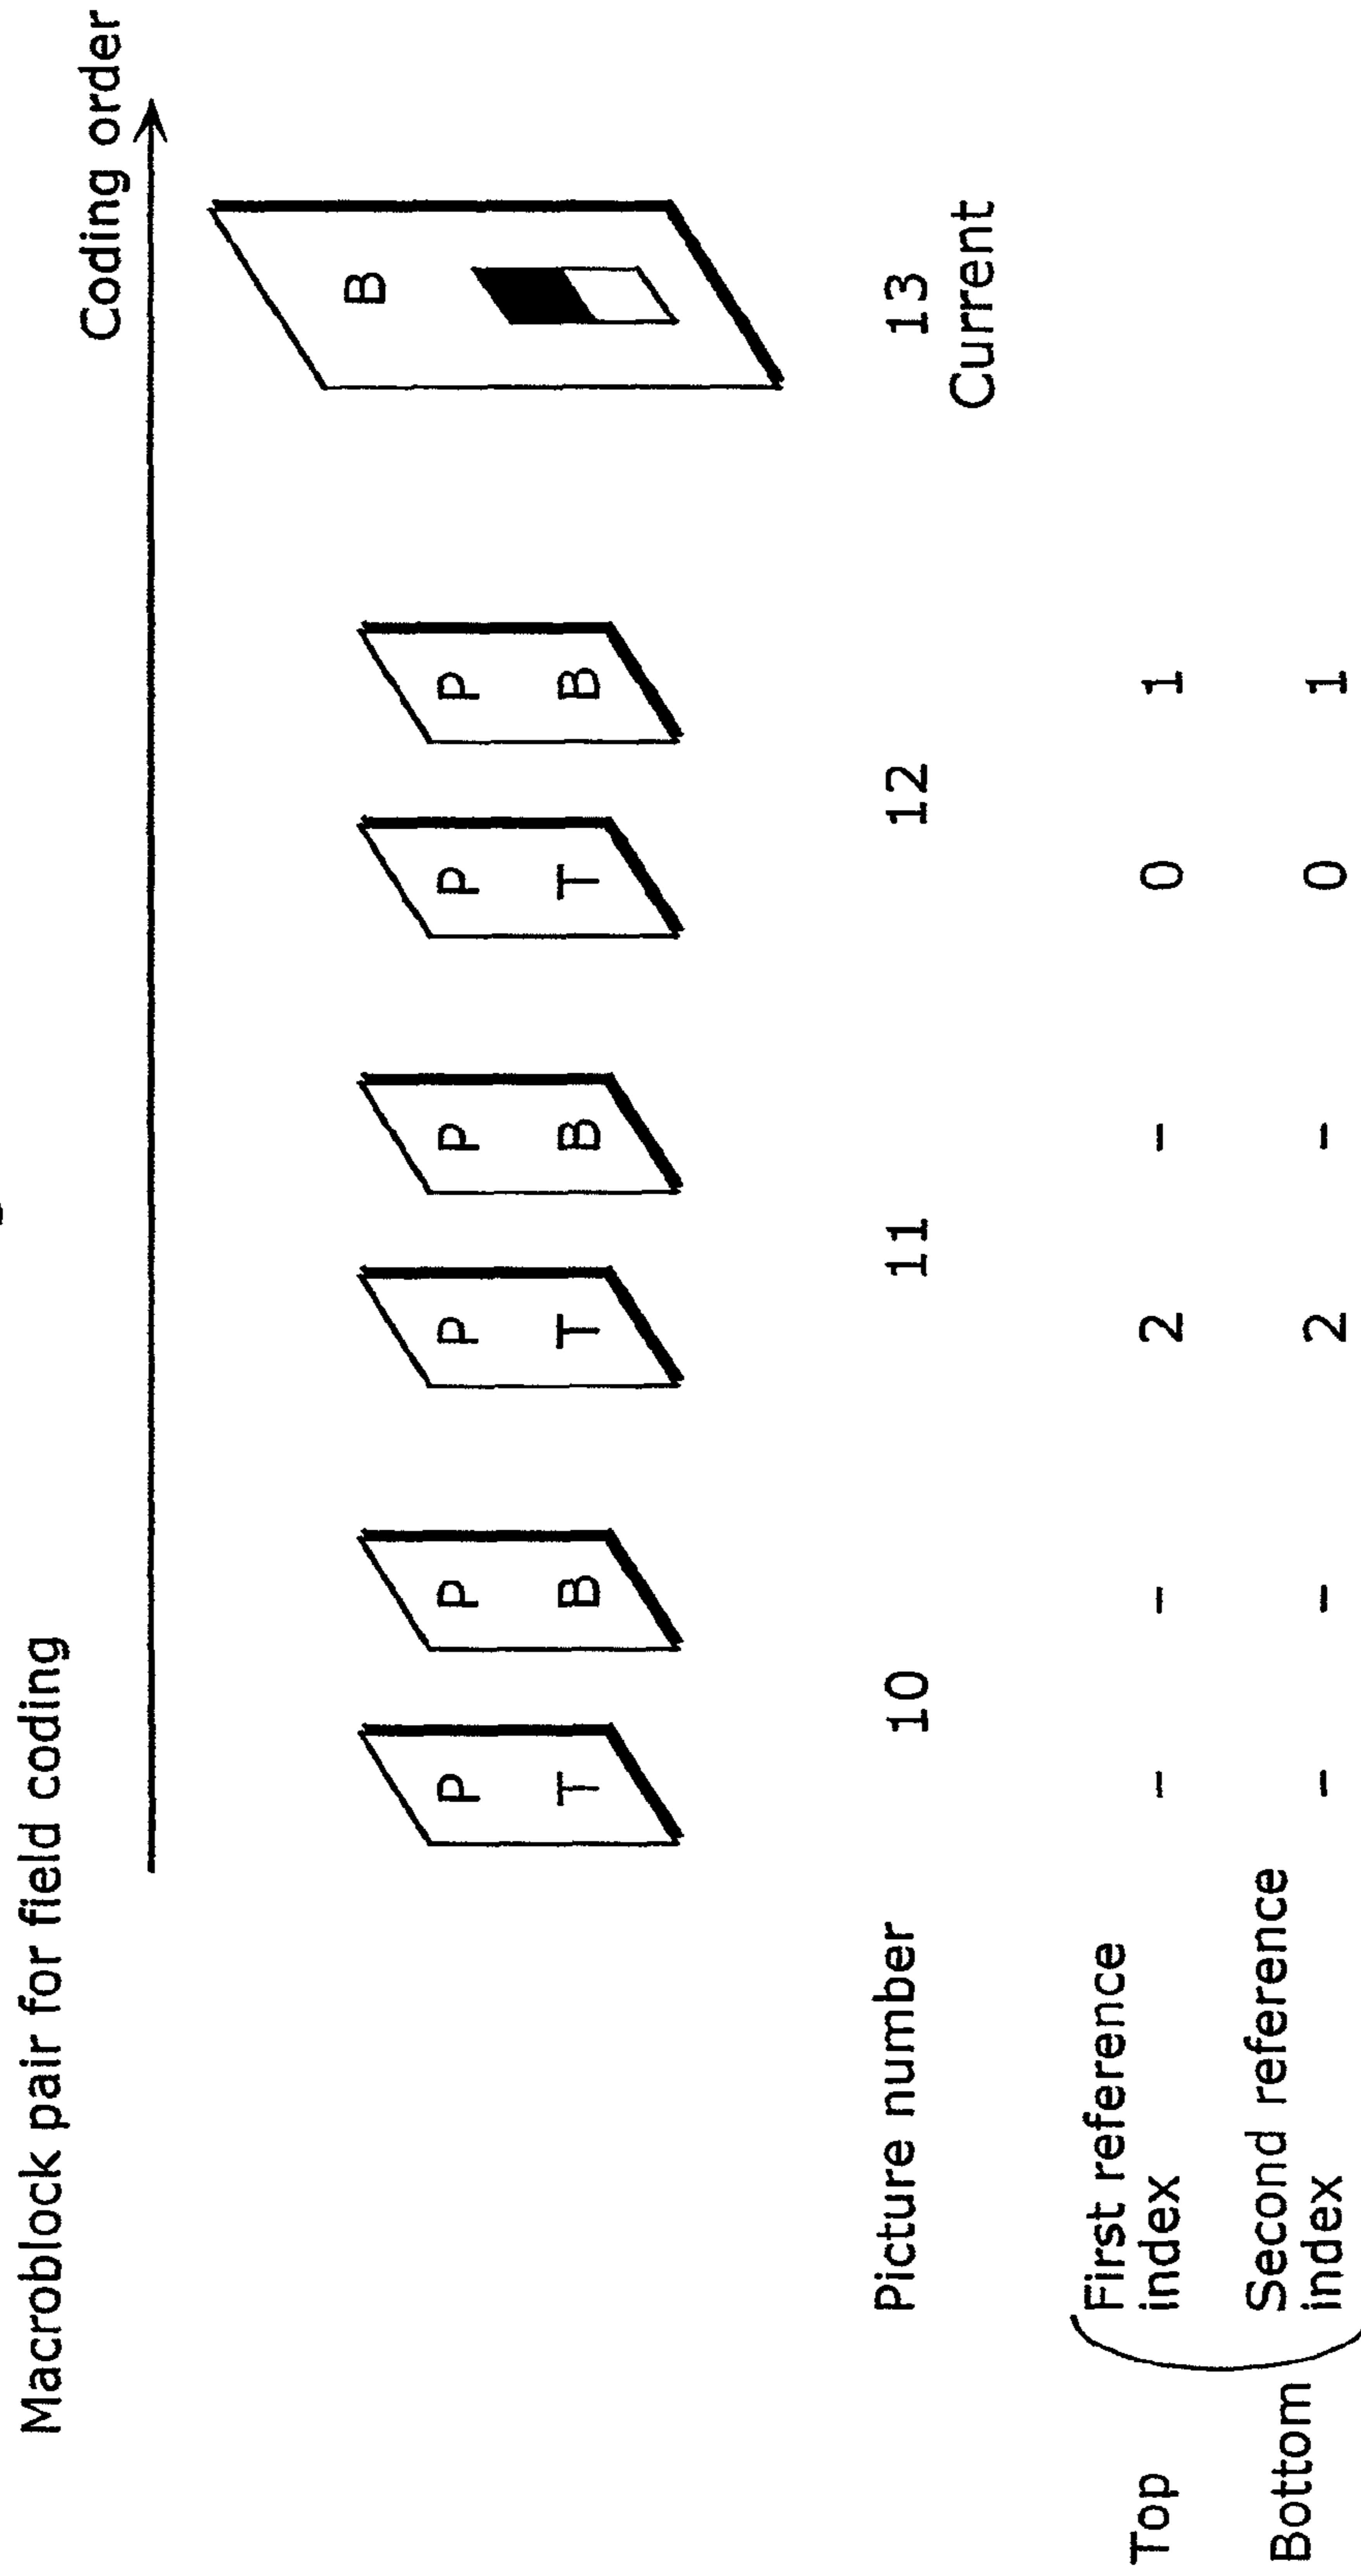 Macroblock pair for field coding
Coding order
P P P P P P B
T B T B T B
Picture number 10 11 12 13
Current
Top
Bottom
First reference
index - - 2 - 0 1
Second reference
index - - 2 - 0 1